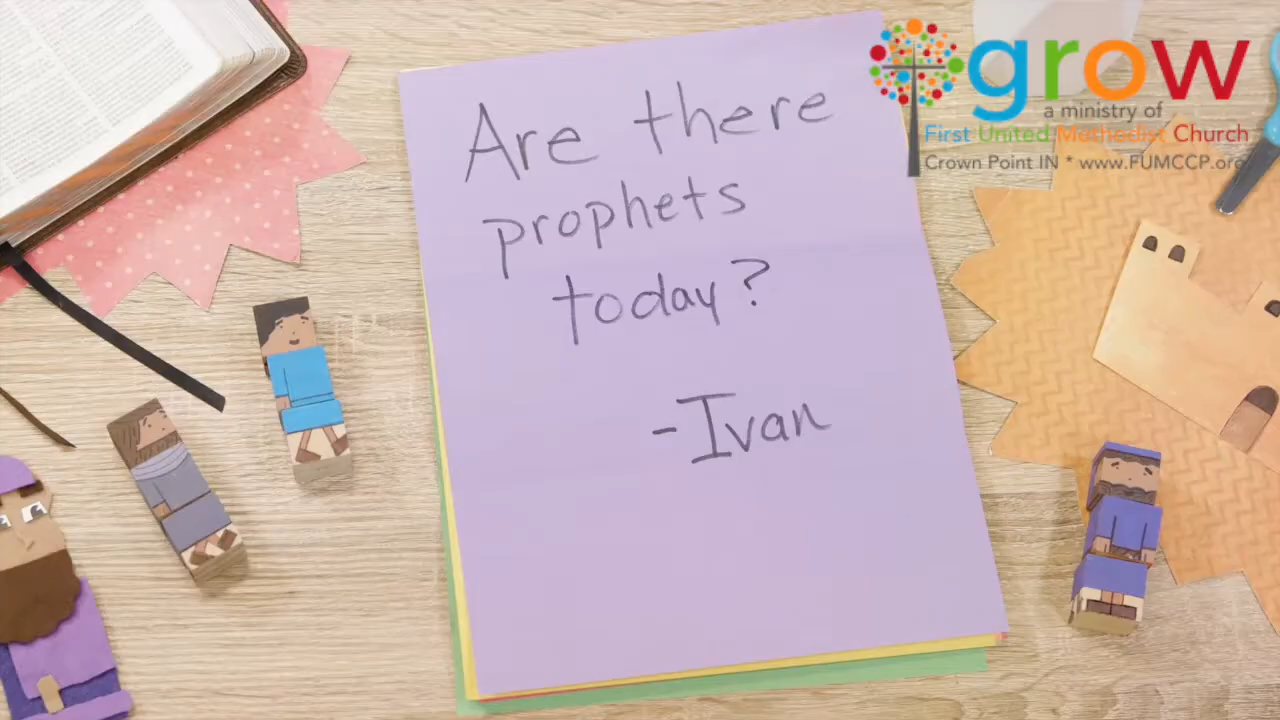 Are there
prophets
today?
-Ivan
grow
a ministry of
First United Methodist Church
Crown Point IN * www.FUMCCP.org